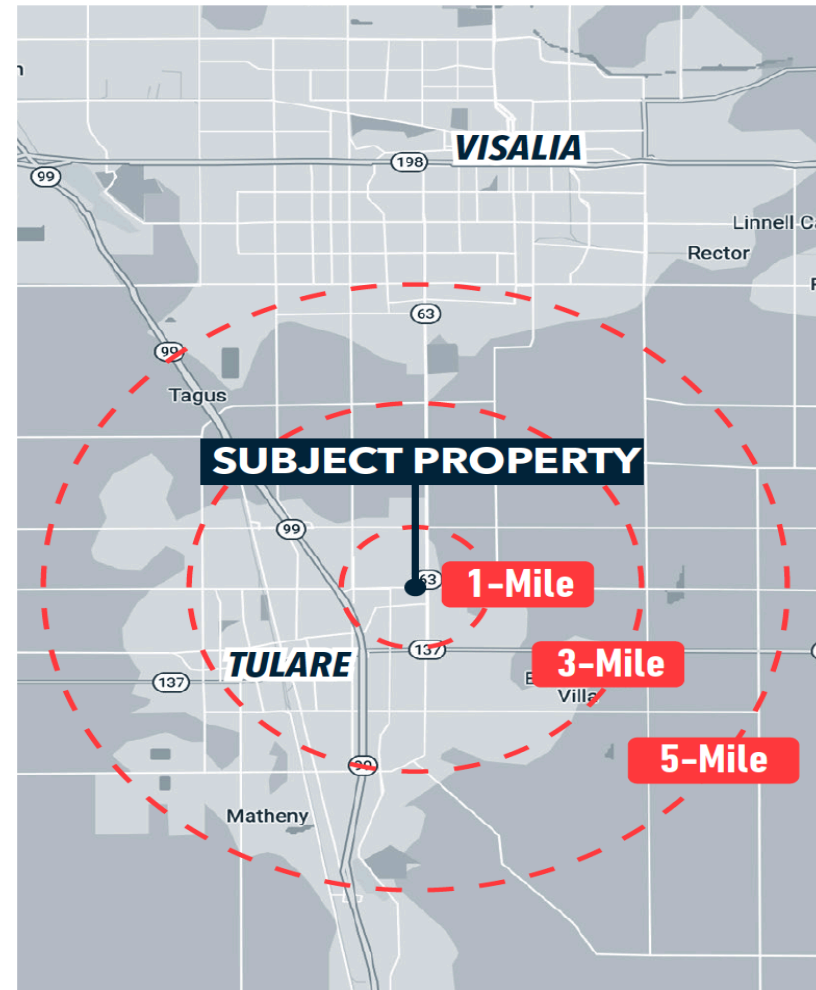 VISALIA
198
99
Linnell
Rector
63
99
Tagus
SUBJECT PROPERTY
99
63
1-Mile
137
TULARE
3-Mile
137
Villa
5-Mile
99
Matheny